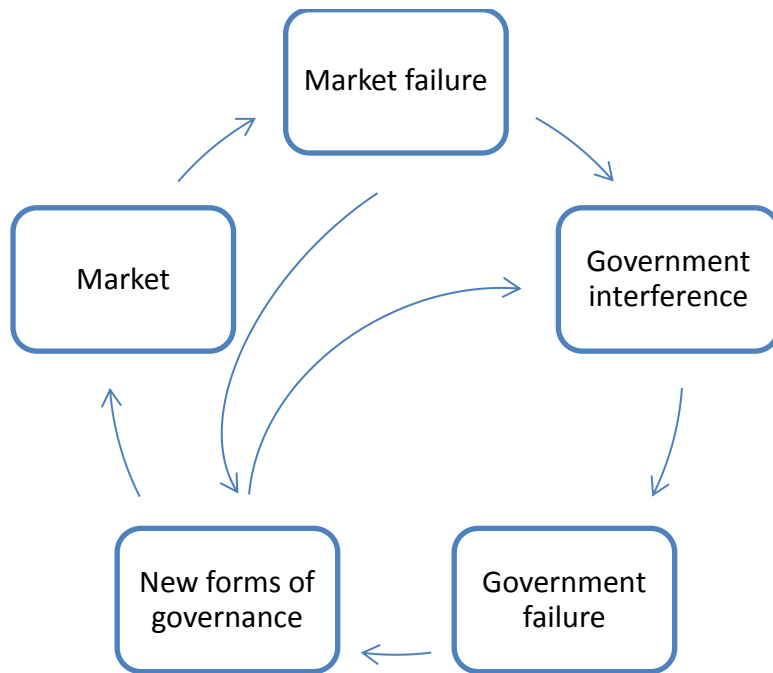 Market failure
Market
Government
interference
New forms of
governance
Government
failure